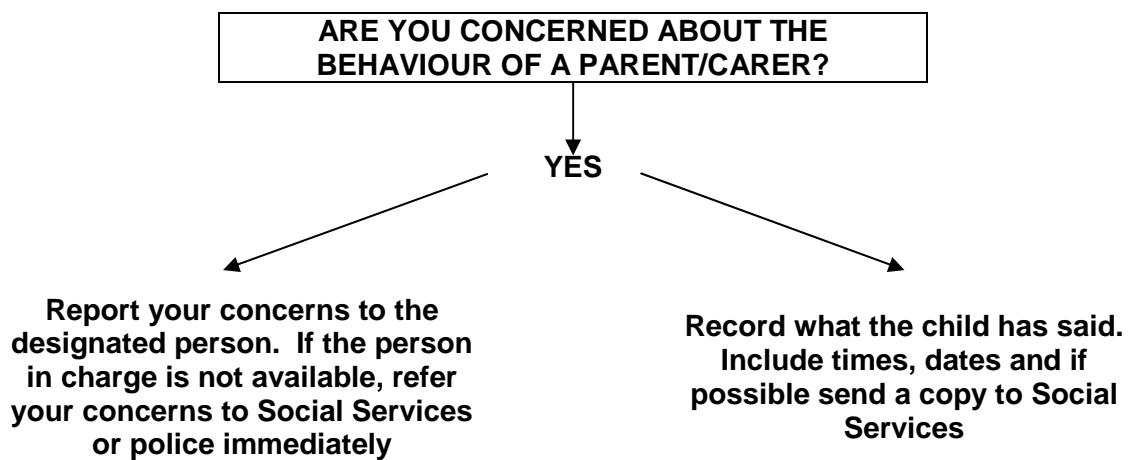 ARE YOU CONCERNED ABOUT THE
BEHAVIOUR OF A PARENT/CARER?
YES
Report your concerns to the
designated person.  If the person
in charge is not available, refer
your concerns to Social Services
or police immediately
Record what the child has said.
Include times, dates and if
possible send a copy to Social
Services